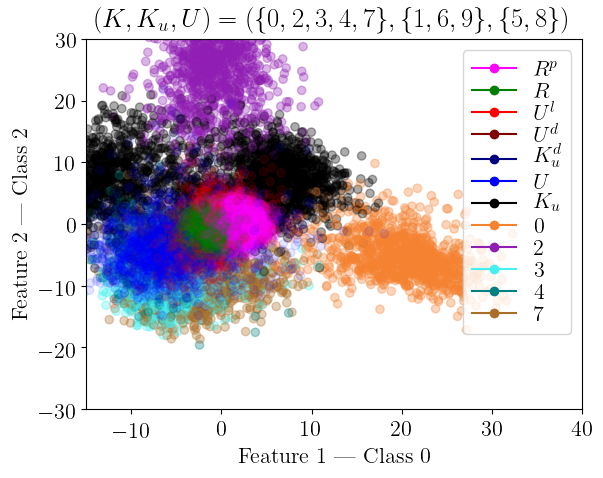 (K, K_u, U) = ({0, 2, 3, 4, 7}, {1, 6, 9}, {5, 8})
30
20
10
0
−10
−20
−30
−10
0
10
20
30
40
Feature 1 — Class 0
Feature 2 — Class 2
R^p
R
U^l
U^d
K_u^d
U
K_u
0
2
3
4
7